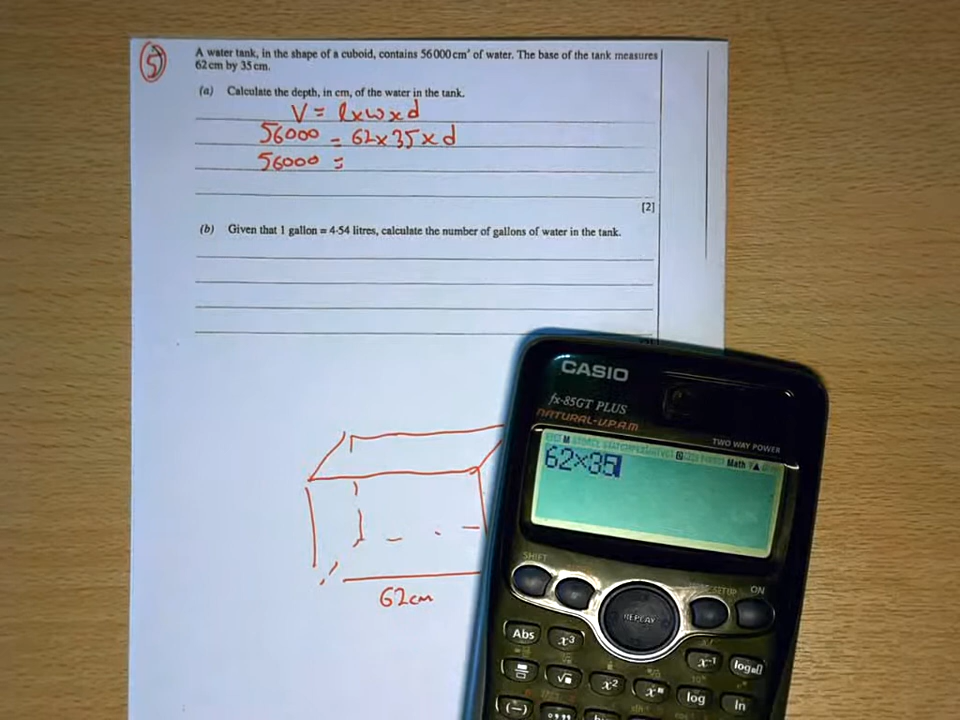 5
A water tank, in the shape of a cuboid, contains 56 000 cm³ of water. The base of the tank measures
62 cm by 35 cm.
(a) Calculate the depth, in cm, of the water in the tank.
V = l×w×d
56000 = 62×35×d
56000 =
[2]
(b) Given that 1 gallon = 4·54 litres, calculate the number of gallons of water in the tank.
62cm
CASIO
fx-85GT PLUS
NATURAL-V.P.A.M.
TWO WAY POWER
Math ▲
62×35
SHIFT
SETUP ON
REPLAY
Abs x³ x⁻¹ log
√ x² log ln
(−)